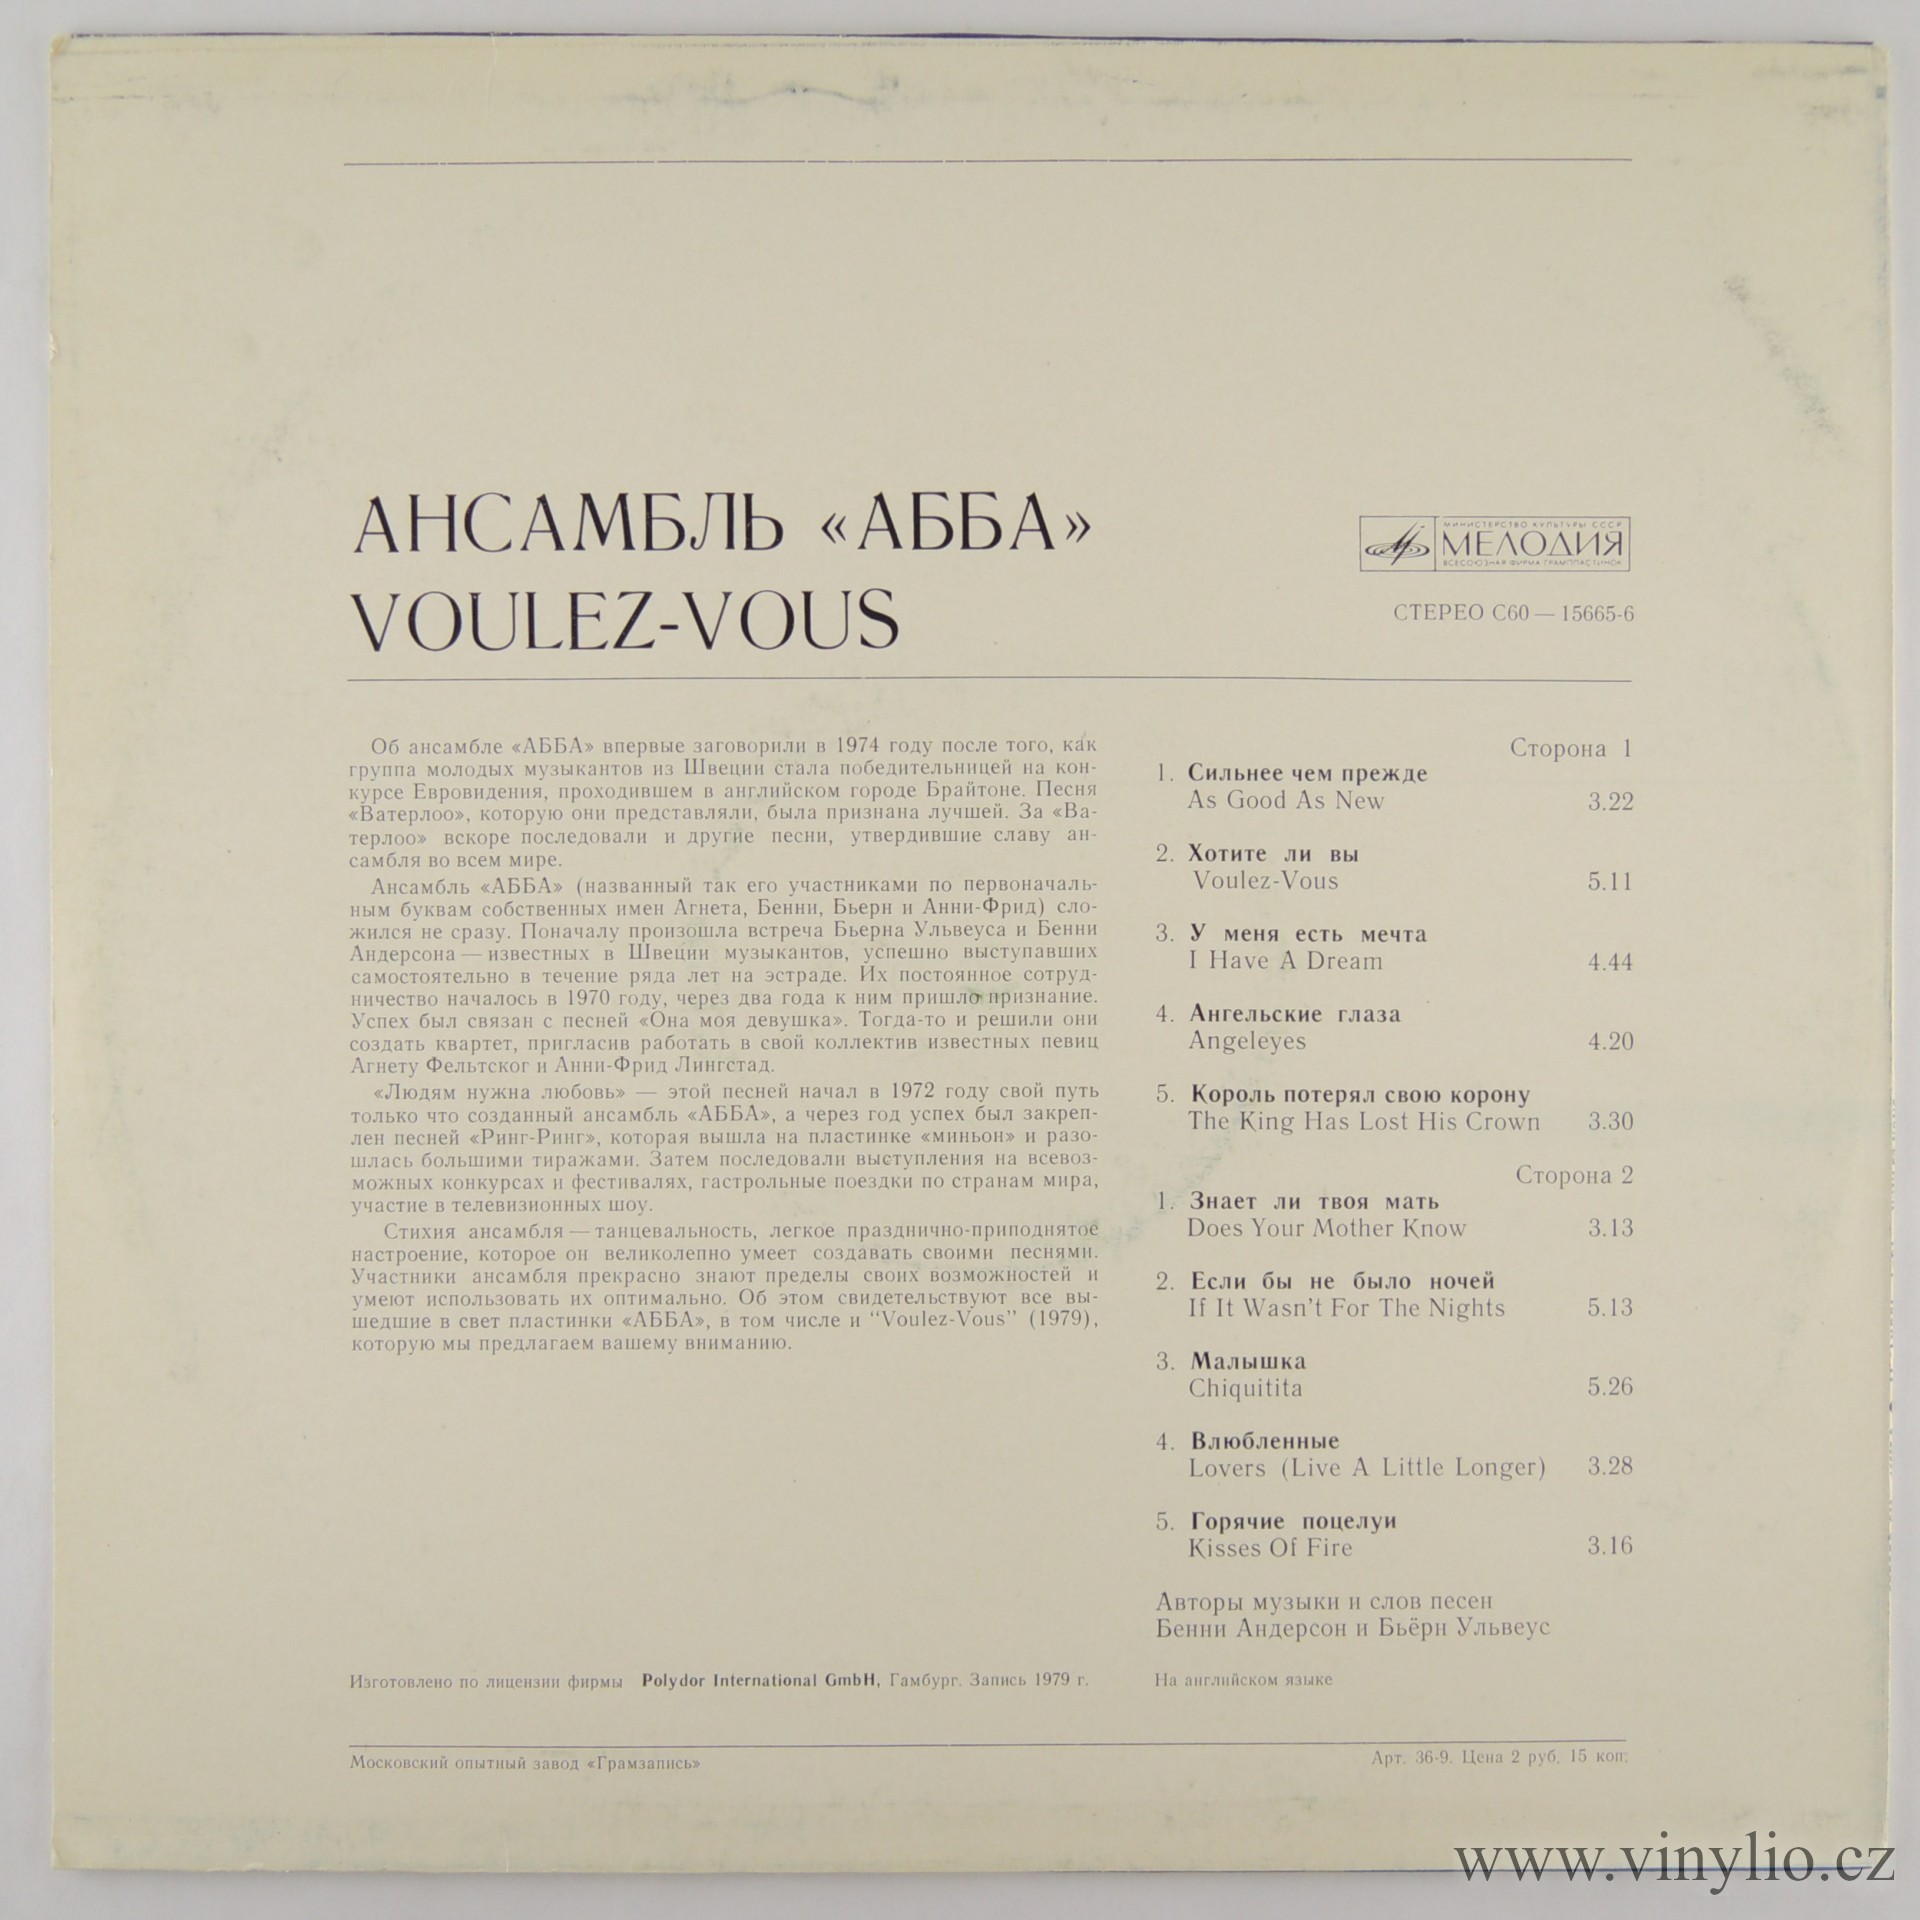 АНСАМБЛЬ «АББА»
VOULEZ-VOUS
МИНИСТЕРСТВО КУЛЬТУРЫ СССР
МЕЛОДИЯ
ВСЕСОЮЗНАЯ ФИРМА ГРАМПЛАСТИНОК
СТЕРЕО С60 — 15665-6
Об ансамбле «АББА» впервые заговорили в 1974 году после того, как
группа молодых музыкантов из Швеции стала победительницей на кон-
курсе Евровидения, проходившем в английском городе Брайтоне. Песня
«Ватерлоо», которую они представляли, была признана лучшей. За «Ва-
терлоо» вскоре последовали и другие песни, утвердившие славу ан-
самбля во всем мире.
Ансамбль «АББА» (названный так его участниками по первоначаль-
ным буквам собственных имен Агнета, Бенни, Бьерн и Анни-Фрид) сло-
жился не сразу. Поначалу произошла встреча Бьерна Ульвеуса и Бенни
Андерсона — известных в Швеции музыкантов, успешно выступавших
самостоятельно в течение ряда лет на эстраде. Их постоянное сотруд-
ничество началось в 1970 году, через два года к ним пришло признание.
Успех был связан с песней «Она моя девушка». Тогда-то и решили они
создать квартет, пригласив работать в свой коллектив известных певиц
Агнету Фельтског и Анни-Фрид Лингстад.
«Людям нужна любовь» — этой песней начал в 1972 году свой путь
только что созданный ансамбль «АББА», а через год успех был закреп-
лен песней «Ринг-Ринг», которая вышла на пластинке «миньон» и разо-
шлась большими тиражами. Затем последовали выступления на всевоз-
можных конкурсах и фестивалях, гастрольные поездки по странам мира,
участие в телевизионных шоу.
Стихия ансамбля — танцевальность, легкое празднично-приподнятое
настроение, которое он великолепно умеет создавать своими песнями.
Участники ансамбля прекрасно знают пределы своих возможностей и
умеют использовать их оптимально. Об этом свидетельствуют все вы-
шедшие в свет пластинки «АББА», в том числе и "Voulez-Vous" (1979),
которую мы предлагаем вашему вниманию.
Сторона 1
1. Сильнее чем прежде
As Good As New 3.22
2. Хотите ли вы
Voulez-Vous 5.11
3. У меня есть мечта
I Have A Dream 4.44
4. Ангельские глаза
Angeleyes 4.20
5. Король потерял свою корону
The King Has Lost His Crown 3.30
Сторона 2
1. Знает ли твоя мать
Does Your Mother Know 3.13
2. Если бы не было ночей
If It Wasn't For The Nights 5.13
3. Малышка
Chiquitita 5.26
4. Влюбленные
Lovers (Live A Little Longer) 3.28
5. Горячие поцелуи
Kisses Of Fire 3.16
Авторы музыки и слов песен
Бенни Андерсон и Бьёрн Ульвеус
Изготовлено по лицензии фирмы Polydor International GmbH, Гамбург. Запись 1979 г.
На английском языке
Московский опытный завод «Грамзапись»
Арт. 36-9. Цена 2 руб. 15 коп.
www.vinylio.cz